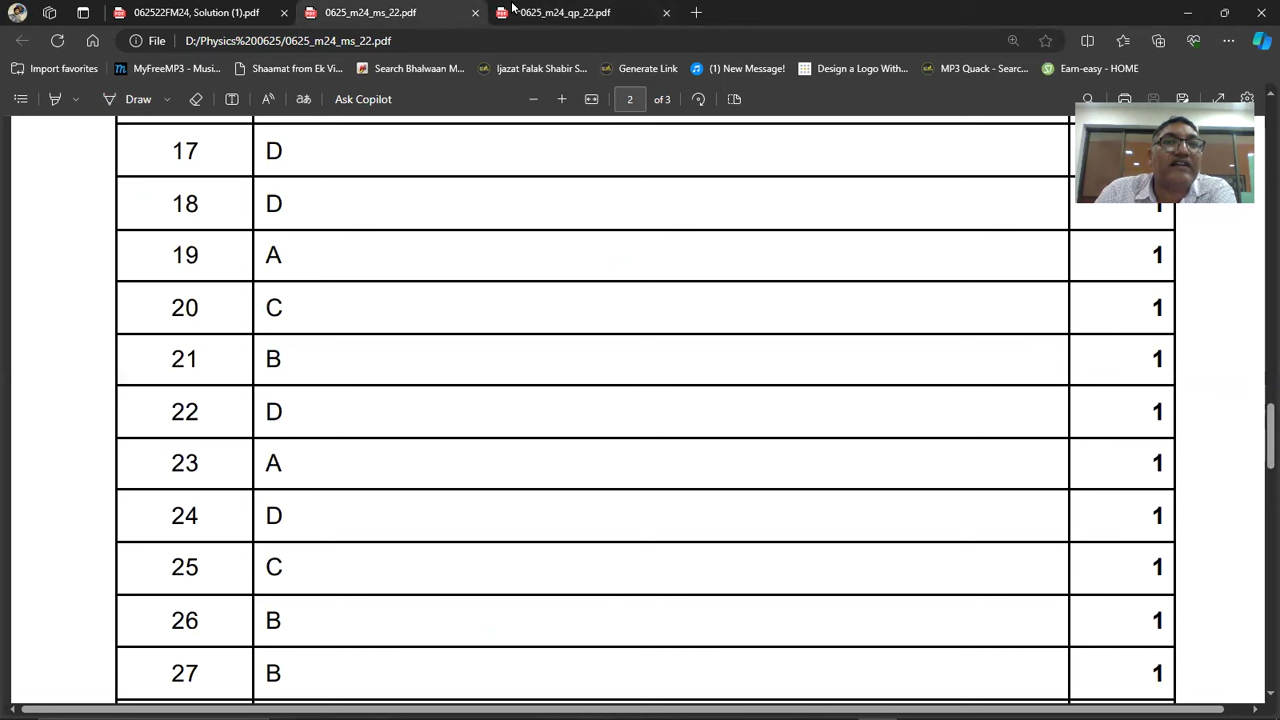 062522FM24, Solution (1).pdf
0625_m24_ms_22.pdf
0625_m24_qp_22.pdf
File D:/Physics%200625/0625_m24_ms_22.pdf
Import favorites MyFreeMP3 - Musi... Shaamat from Ek Vi... Search Bhalwaan M... Ijazat Falak Shabir S... Generate Link (1) New Message! Design a Logo With... MP3 Quack - Searc... Earn-easy - HOME
Draw aあ Ask Copilot 2 of 3
17 D
18 D 1
19 A 1
20 C 1
21 B 1
22 D 1
23 A 1
24 D 1
25 C 1
26 B 1
27 B 1